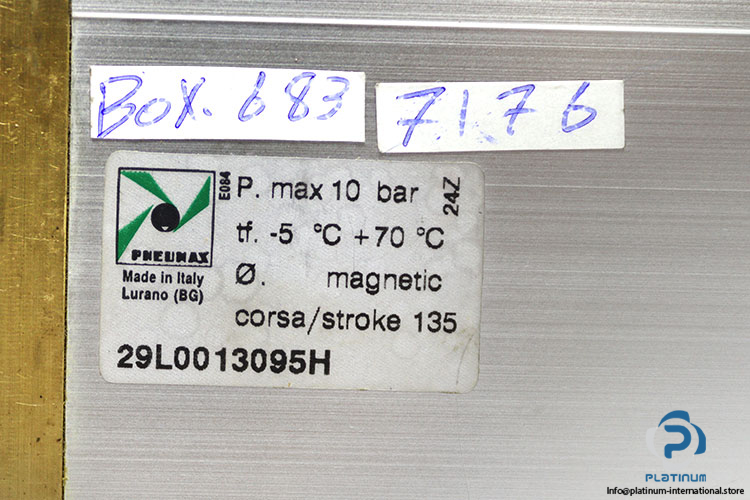 BOX. 683
7176
E084
P. max 10 bar
24Z
tf. -5 °C +70 °C
PNEUMAX
Made in Italy
Lurano (BG)
Ø. magnetic
corsa/stroke 135
29L0013095H
PLATINUM
Info@platinum-international.store